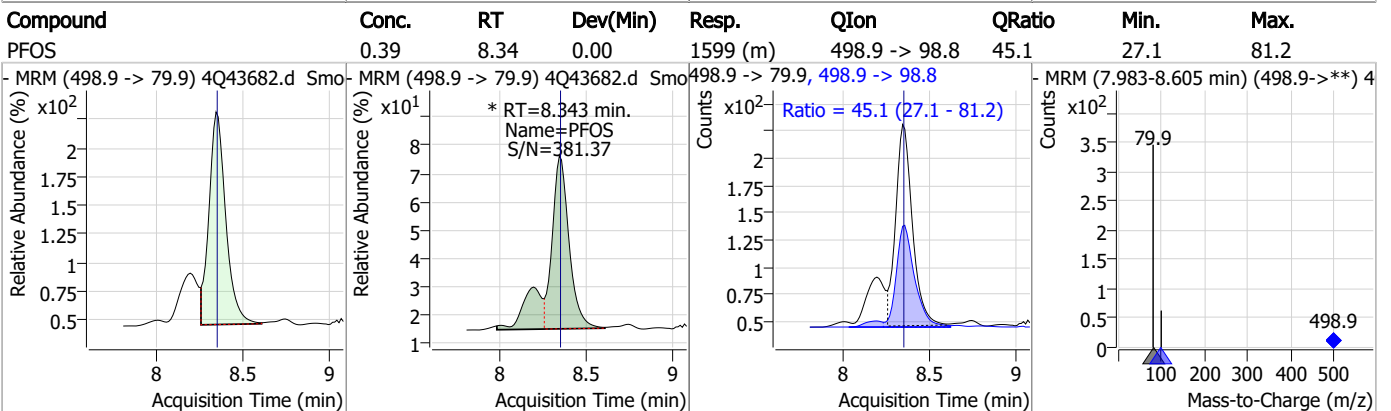 Compound Conc. RT Dev(Min) Resp. QIon QRatio Min. Max.
PFOS 0.39 8.34 0.00 1599 (m) 498.9 -> 98.8 45.1 27.1 81.2
- MRM (498.9 -> 79.9) 4Q43682.d Smo
Relative Abundance (%)
x10²
2
1.75
1.5
1.25
1
0.75
0.5
8 8.5 9
Acquisition Time (min)
- MRM (498.9 -> 79.9) 4Q43682.d Smo
Relative Abundance (%)
x10¹
* RT=8.343 min.
Name=PFOS
S/N=381.37
8
7
6
5
4
3
2
1
8 8.5 9
Acquisition Time (min)
498.9 -> 79.9, 498.9 -> 98.8
Counts
x10²
Ratio = 45.1 (27.1 - 81.2)
2
1.75
1.5
1.25
1
0.75
0.5
8 8.5 9
Acquisition Time (min)
- MRM (7.983-8.605 min) (498.9->**) 4
Counts
x10²
79.9
3.5
3
2.5
2
1.5
1
0.5
498.9
0
100 200 300 400 500
Mass-to-Charge (m/z)